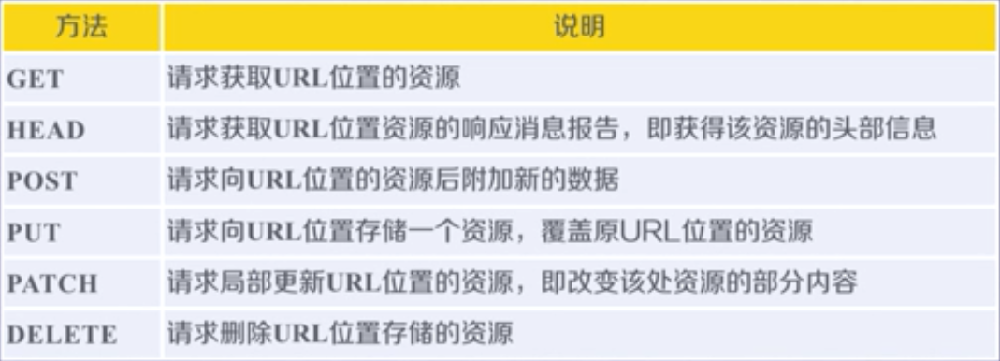 方法 说明
GET 请求获取URL位置的资源
HEAD 请求获取URL位置资源的响应消息报告，即获得该资源的头部信息
POST 请求向URL位置的资源后附加新的数据
PUT 请求向URL位置存储一个资源，覆盖原URL位置的资源
PATCH 请求局部更新URL位置的资源，即改变该处资源的部分内容
DELETE 请求删除URL位置存储的资源